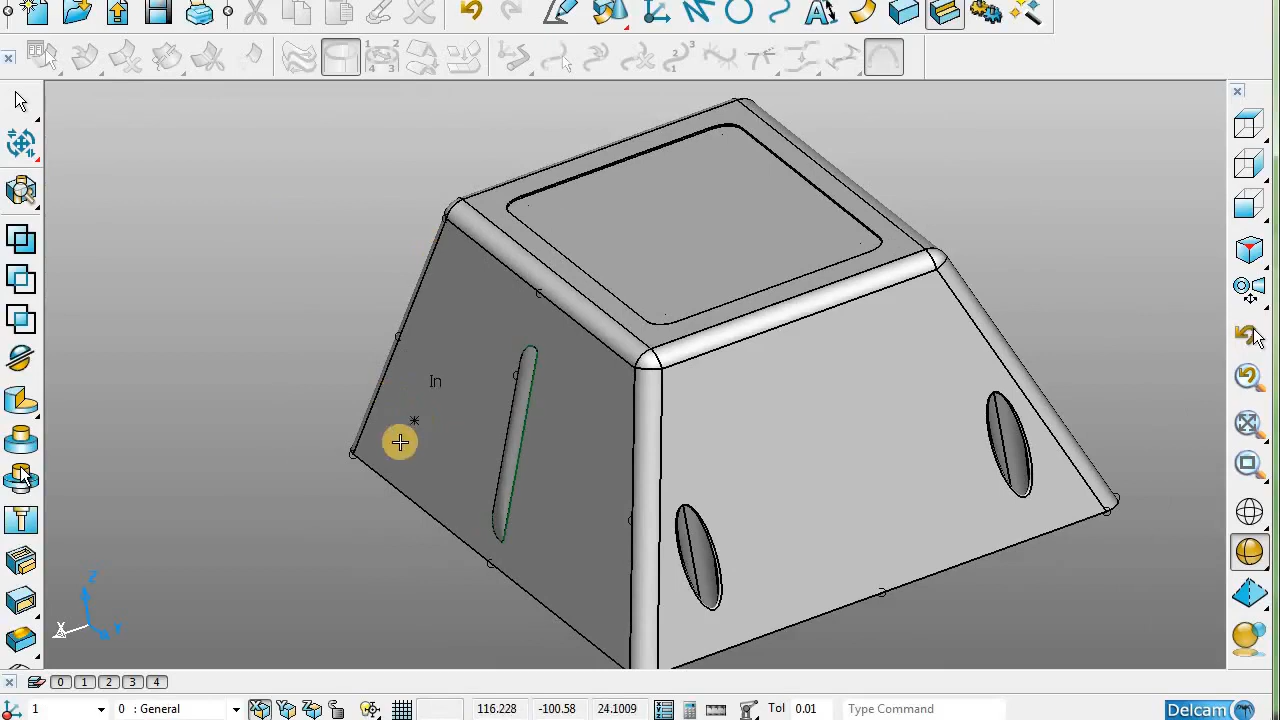 In
Z
X
Y
0 1 2 3 4
1 0 : General 116.228 -100.58 24.1009 Tol 0.01 Type Command Delcam